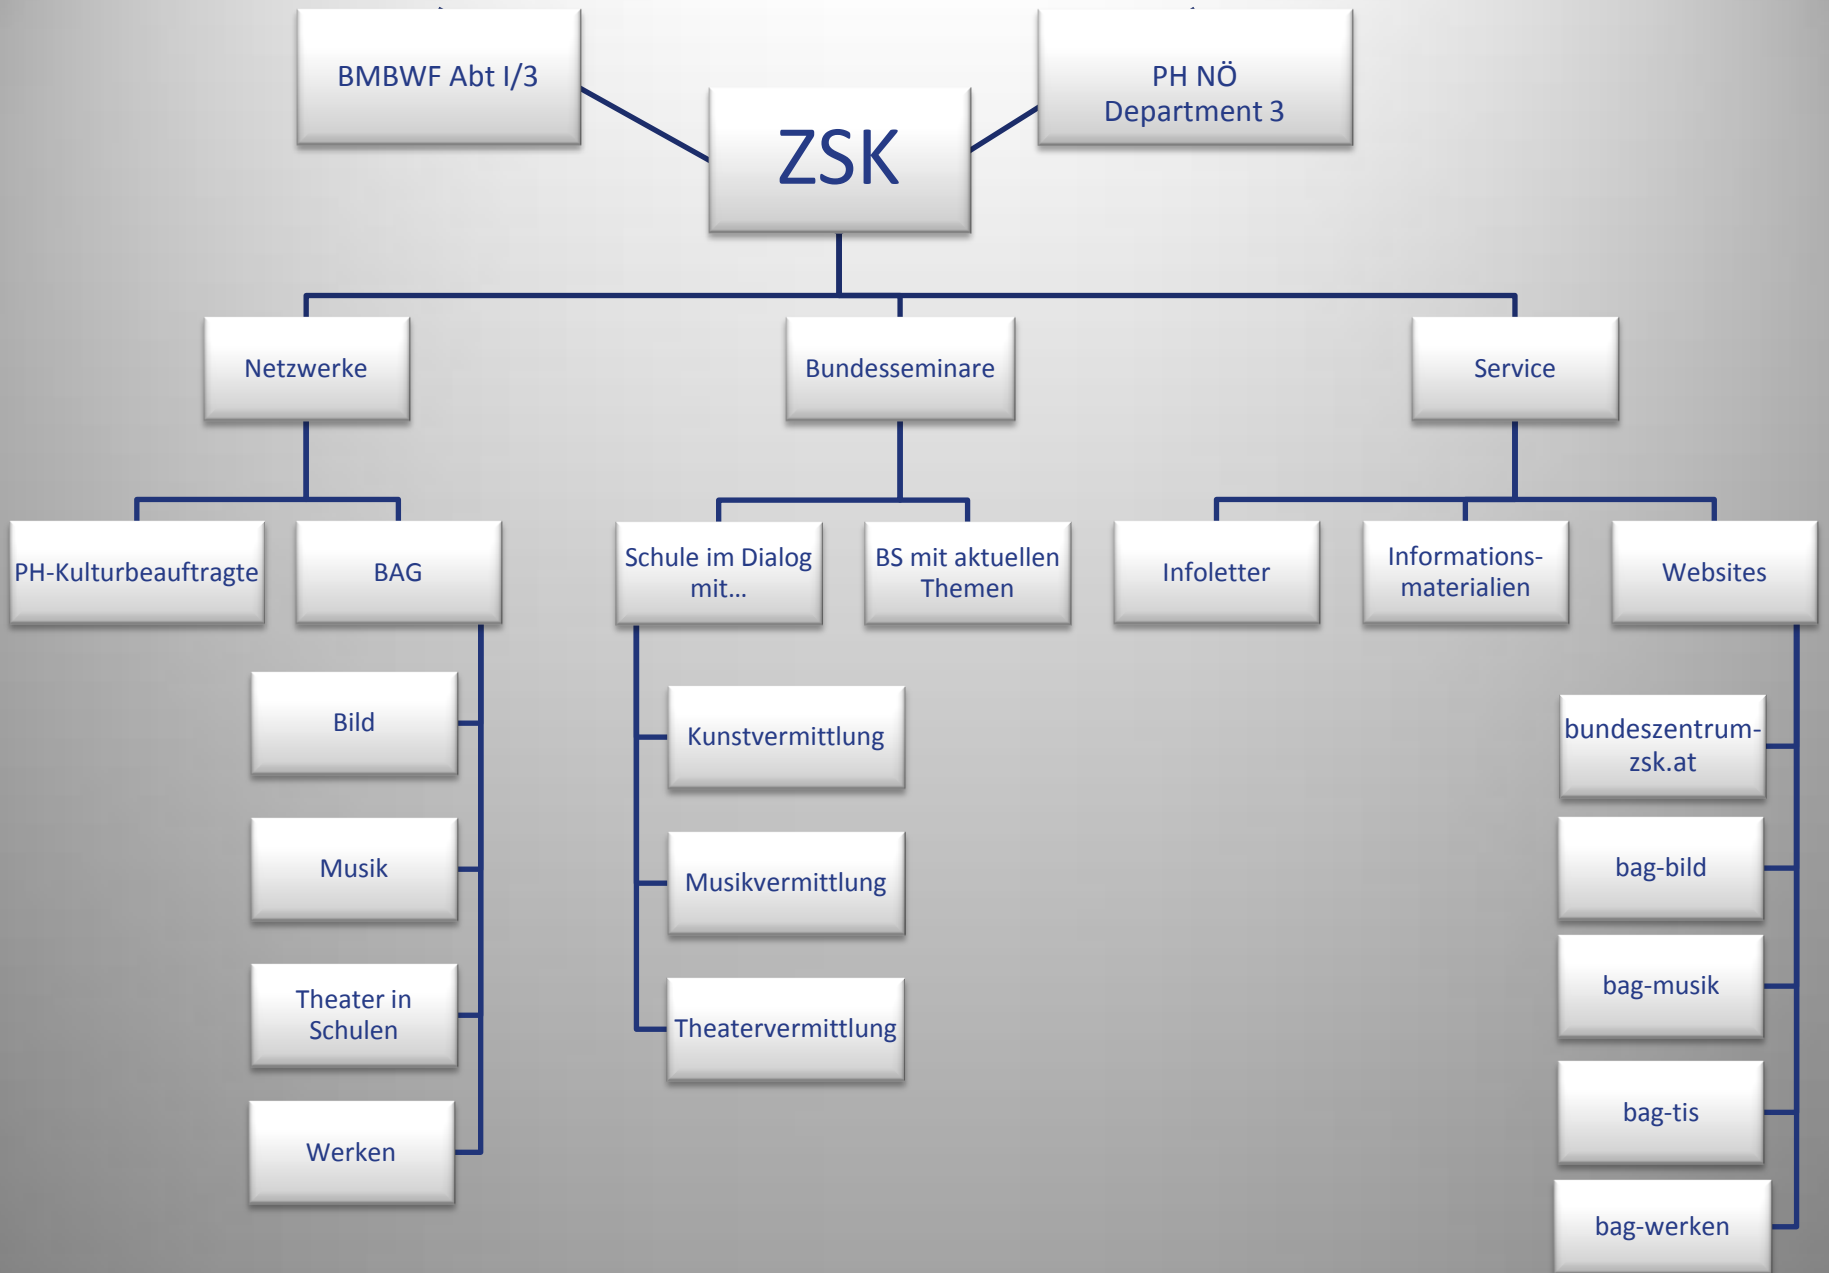 BMBWF Abt I/3
PH NÖ
Department 3
ZSK
Netzwerke
Bundesseminare
Service
PH-Kulturbeauftragte
BAG
Schule im Dialog
mit...
BS mit aktuellen
Themen
Infoletter
Informations-
materialien
Websites
Bild
Musik
Theater in
Schulen
Werken
Kunstvermittlung
Musikvermittlung
Theatervermittlung
bundeszentrum-
zsk.at
bag-bild
bag-musik
bag-tis
bag-werken